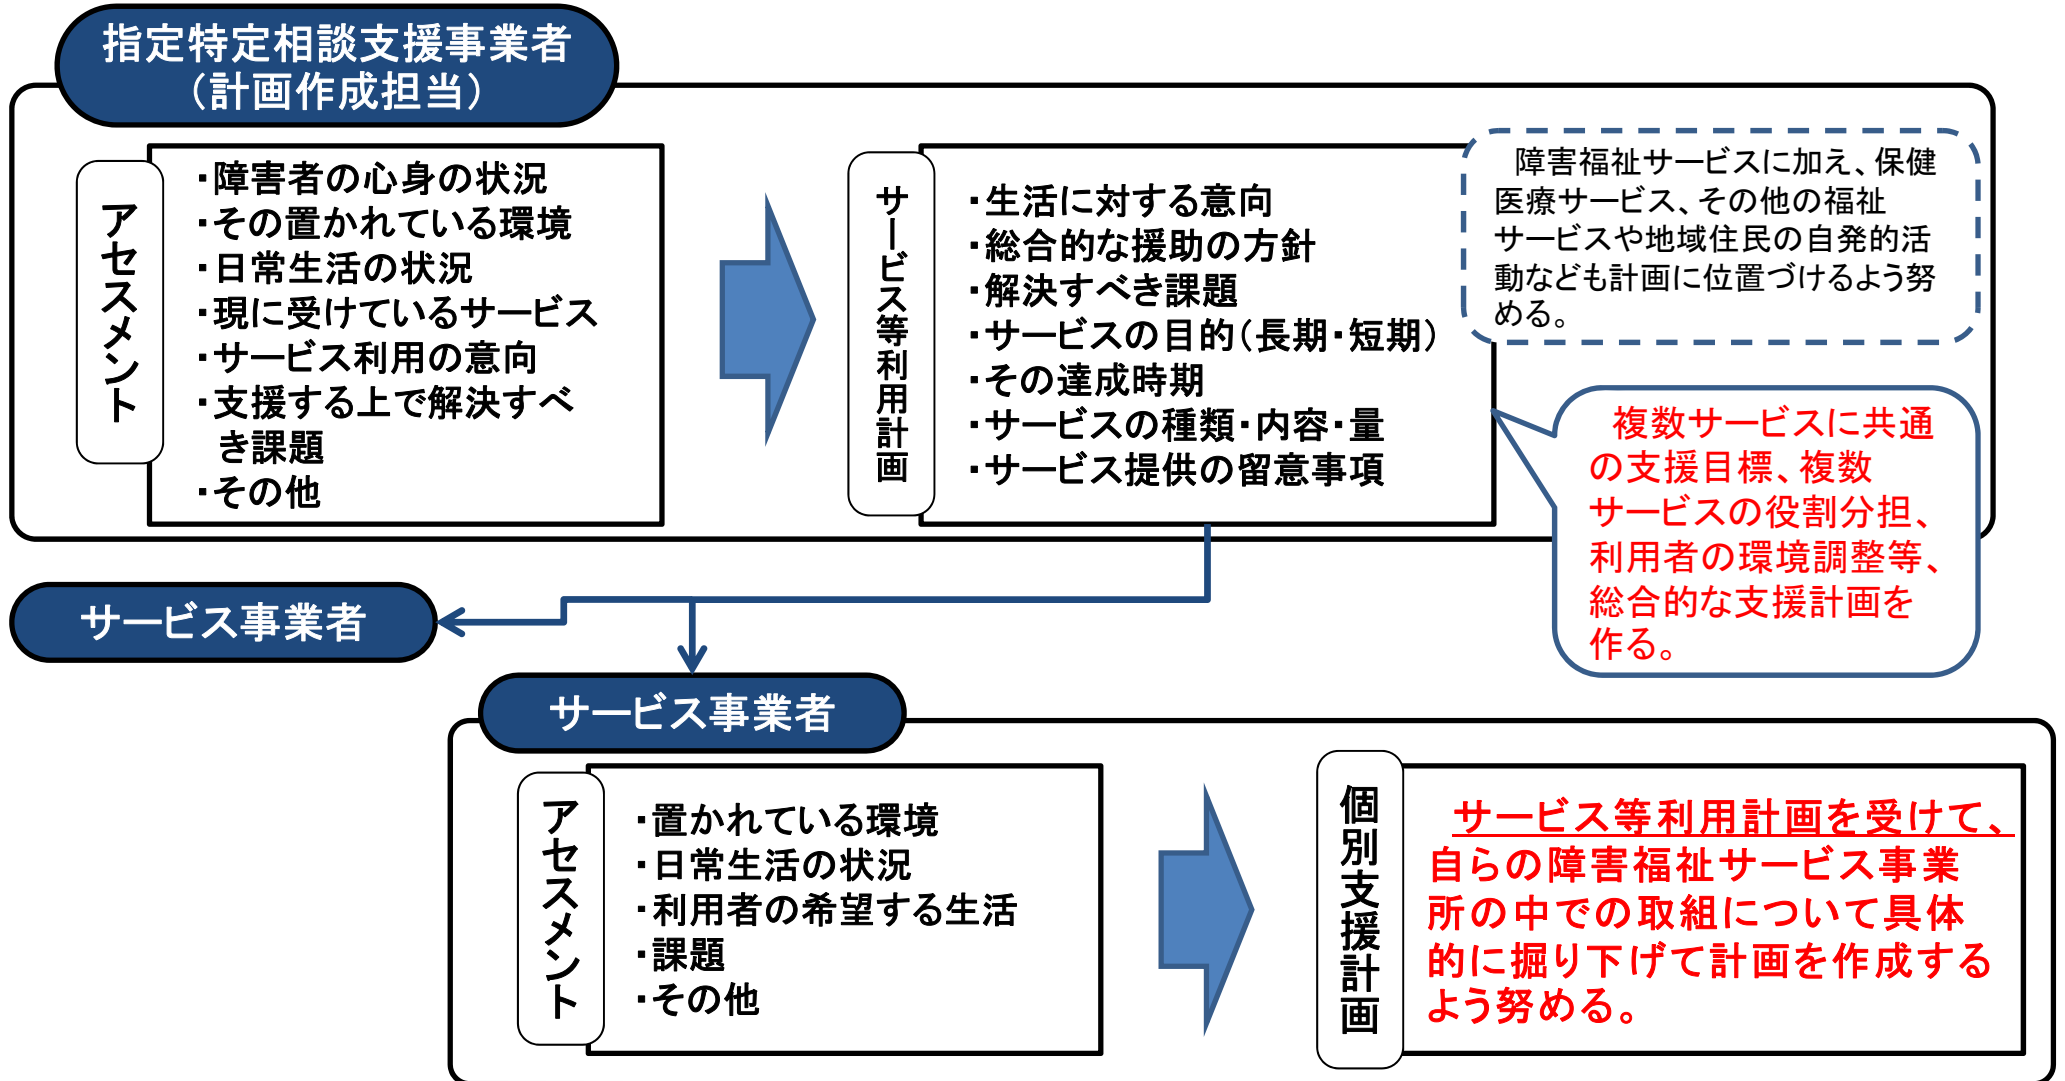 指定特定相談支援事業者
（計画作成担当）
アセスメント
・障害者の心身の状況
・その置かれている環境
・日常生活の状況
・現に受けているサービス
・サービス利用の意向
・支援する上で解決すべ
き課題
・その他
サービス等利用計画
・生活に対する意向
・総合的な援助の方針
・解決すべき課題
・サービスの目的（長期・短期）
・その達成時期
・サービスの種類・内容・量
・サービス提供の留意事項
障害福祉サービスに加え、保健
医療サービス、その他の福祉
サービスや地域住民の自発的活
動なども計画に位置づけるよう努
める。
複数サービスに共通
の支援目標、複数
サービスの役割分担、
利用者の環境調整等、
総合的な支援計画を
作る。
サービス事業者
サービス事業者
アセスメント
・置かれている環境
・日常生活の状況
・利用者の希望する生活
・課題
・その他
個別支援計画
サービス等利用計画を受けて、
自らの障害福祉サービス事業
所の中での取組について具体
的に掘り下げて計画を作成する
よう努める。